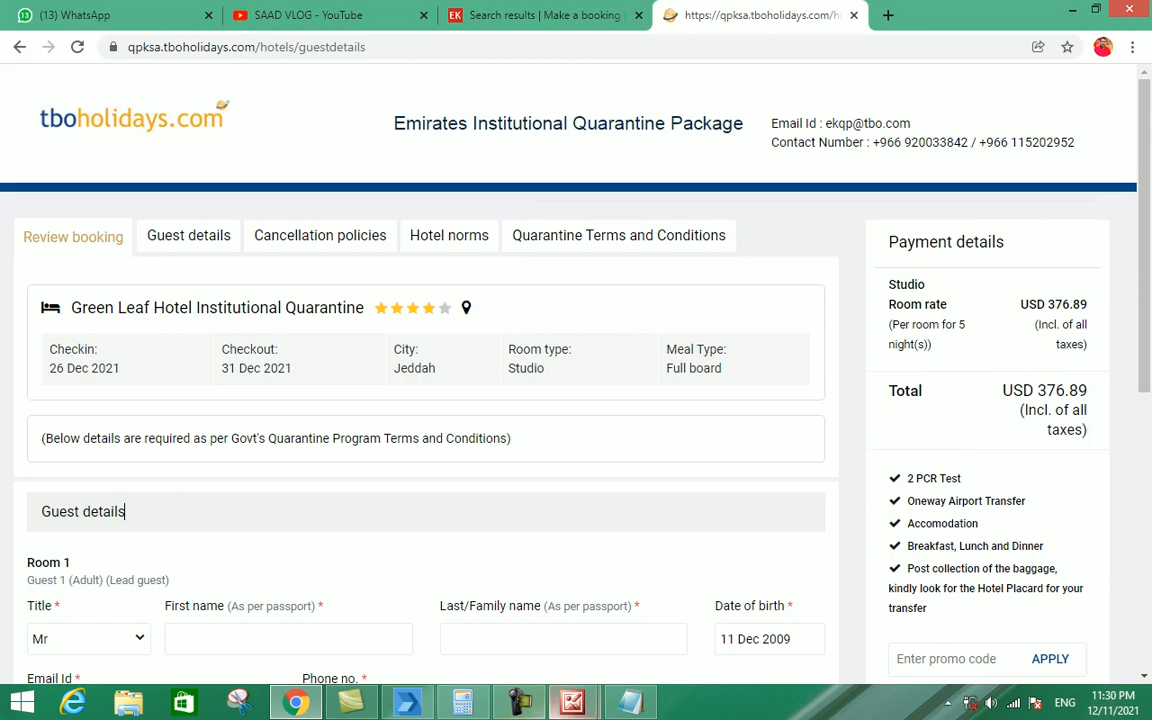 (13) WhatsApp
SAAD VLOG - YouTube
EK Search results | Make a booking
https://qpksa.tboholidays.com/h
qpksa.tboholidays.com/hotels/guestdetails
tboholidays.com
Emirates Institutional Quarantine Package
Email Id : ekqp@tbo.com
Contact Number : +966 920033842 / +966 115202952
Review booking
Guest details
Cancellation policies
Hotel norms
Quarantine Terms and Conditions
Green Leaf Hotel Institutional Quarantine
Checkin:
26 Dec 2021
Checkout:
31 Dec 2021
City:
Jeddah
Room type:
Studio
Meal Type:
Full board
(Below details are required as per Govt's Quarantine Program Terms and Conditions)
Guest details
Room 1
Guest 1 (Adult) (Lead guest)
Title *
First name (As per passport) *
Last/Family name (As per passport) *
Date of birth *
Mr
11 Dec 2009
Email Id *
Phone no. *
Payment details
Studio
Room rate
USD 376.89
(Per room for 5
night(s))
(Incl. of all
taxes)
Total
USD 376.89
(Incl. of all
taxes)
2 PCR Test
Oneway Airport Transfer
Accomodation
Breakfast, Lunch and Dinner
Post collection of the baggage,
kindly look for the Hotel Placard for your
transfer
Enter promo code
APPLY
ENG
11:30 PM
12/11/2021